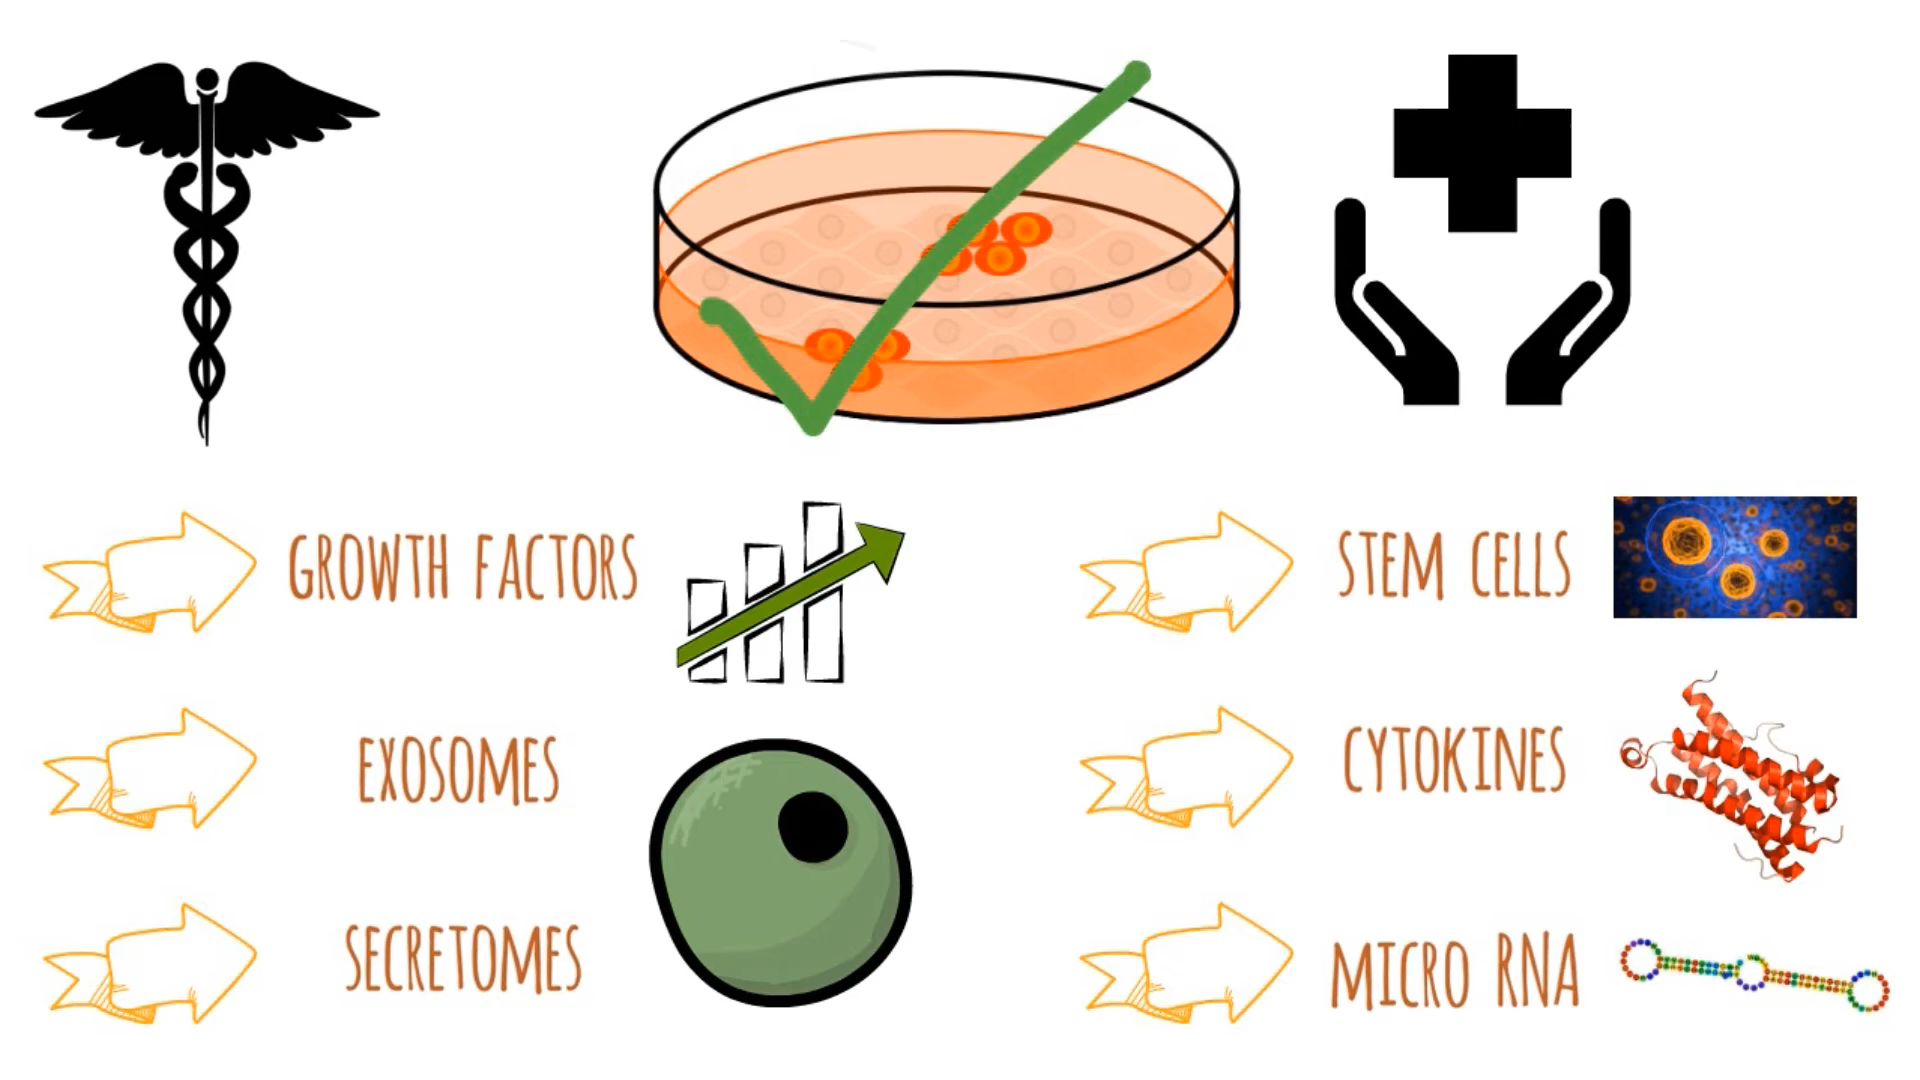 GROWTH FACTORS
STEM CELLS
EXOSOMES
CYTOKINES
SECRETOMES
MICRO RNA